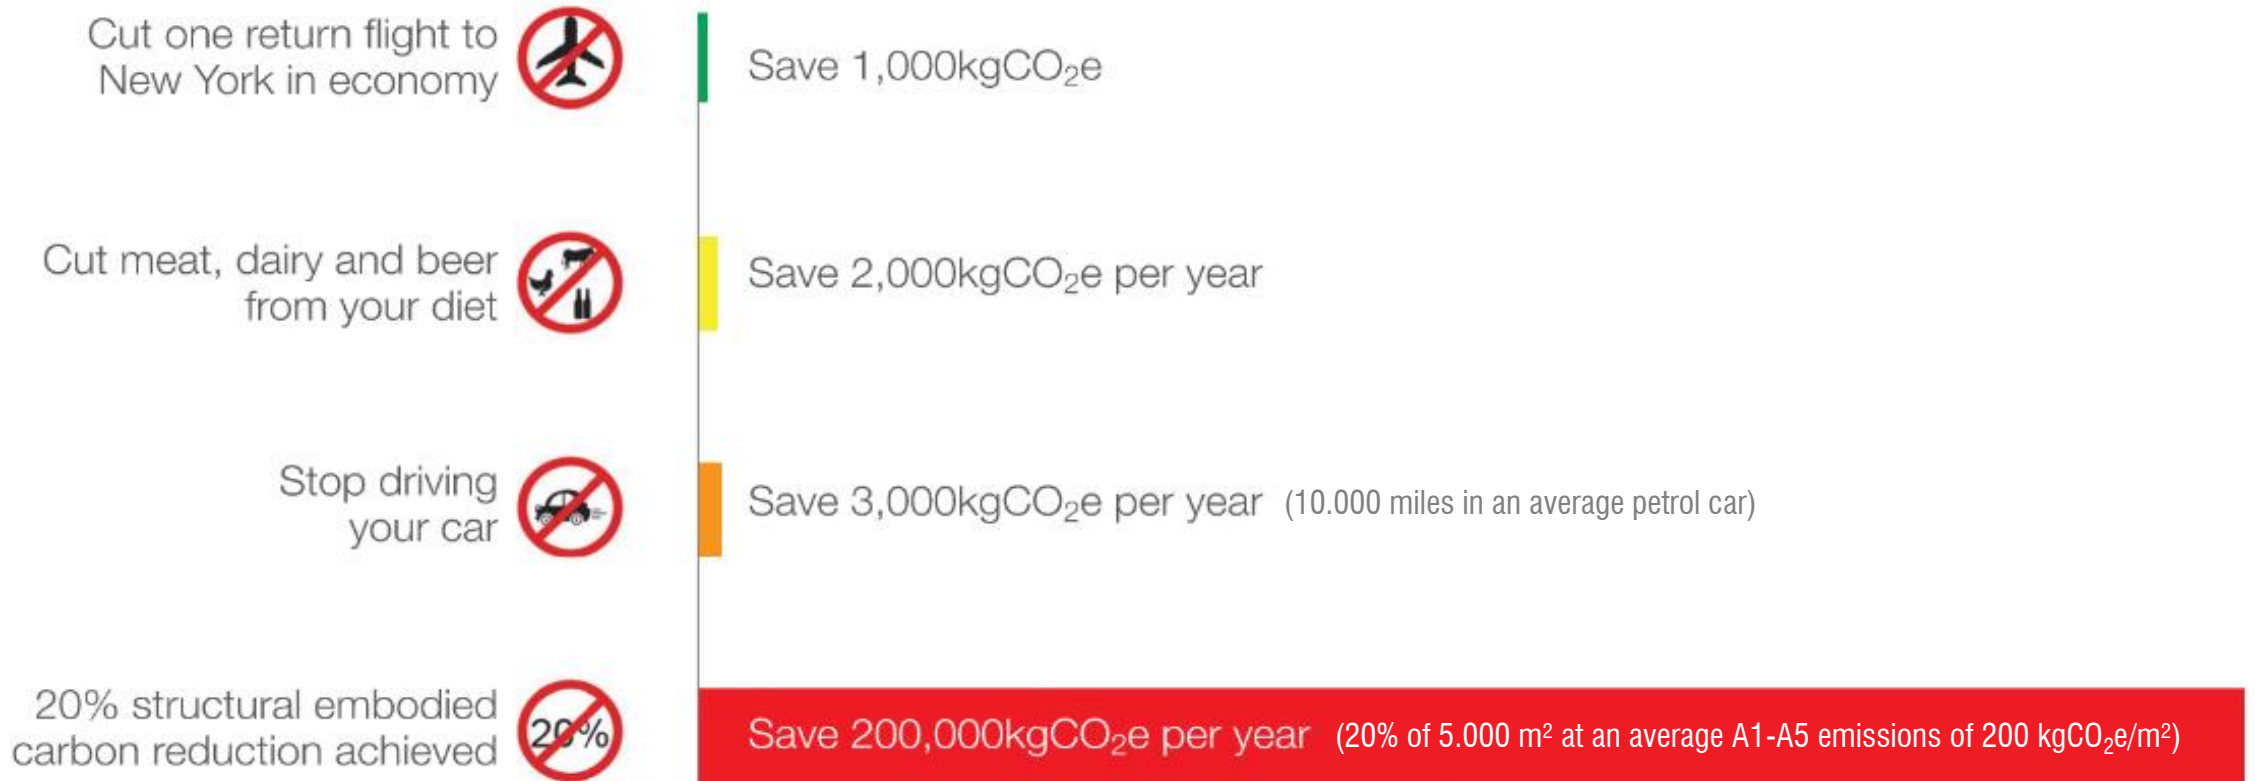 Cut one return flight to
New York in economy
Save 1,000kgCO₂e
Cut meat, dairy and beer
from your diet
Save 2,000kgCO₂e per year
Stop driving
your car
Save 3,000kgCO₂e per year (10.000 miles in an average petrol car)
20% structural embodied
carbon reduction achieved
20%
Save 200,000kgCO₂e per year (20% of 5.000 m² at an average A1-A5 emissions of 200 kgCO₂e/m²)